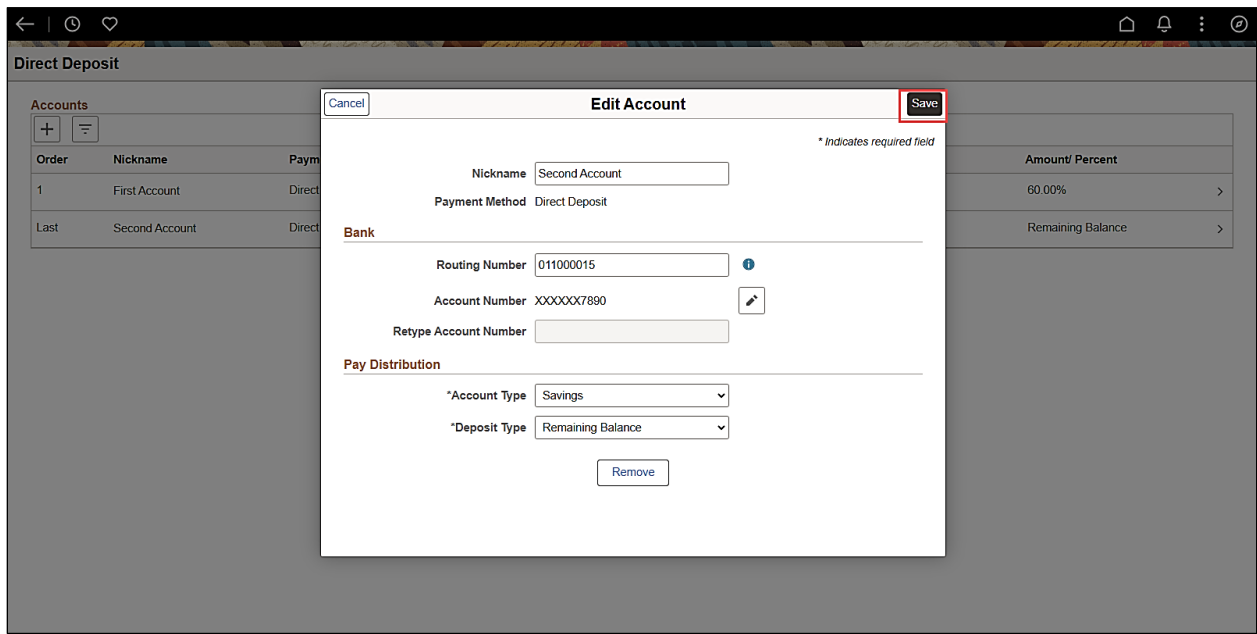 Direct Deposit
Accounts
Cancel Edit Account Save
* Indicates required field
Order Nickname Paym Amount/ Percent
Nickname Second Account
1 First Account Direct 60.00%
Payment Method Direct Deposit
Last Second Account Direct Remaining Balance
Bank
Routing Number 011000015
Account Number XXXXXX7890
Retype Account Number
Pay Distribution
*Account Type Savings
*Deposit Type Remaining Balance
Remove